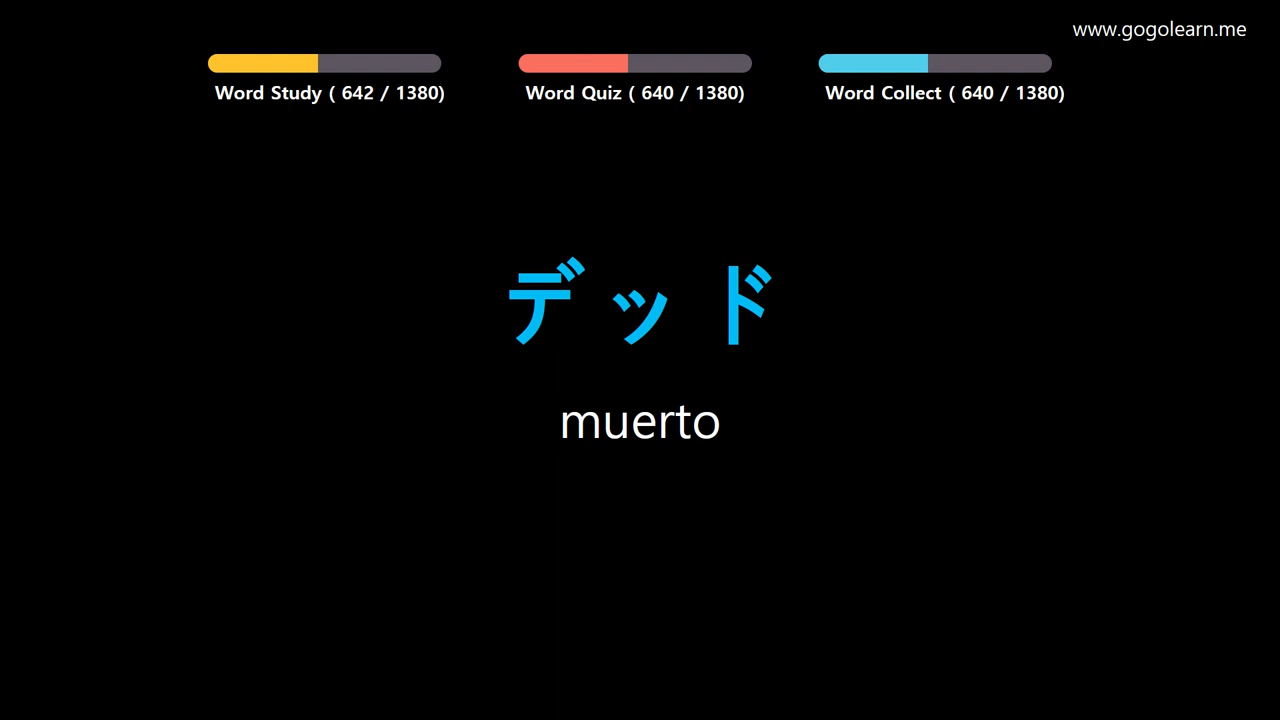 www.gogolearn.me
Word Study ( 642 / 1380)
Word Quiz ( 640 / 1380)
Word Collect ( 640 / 1380)
デッド
muerto